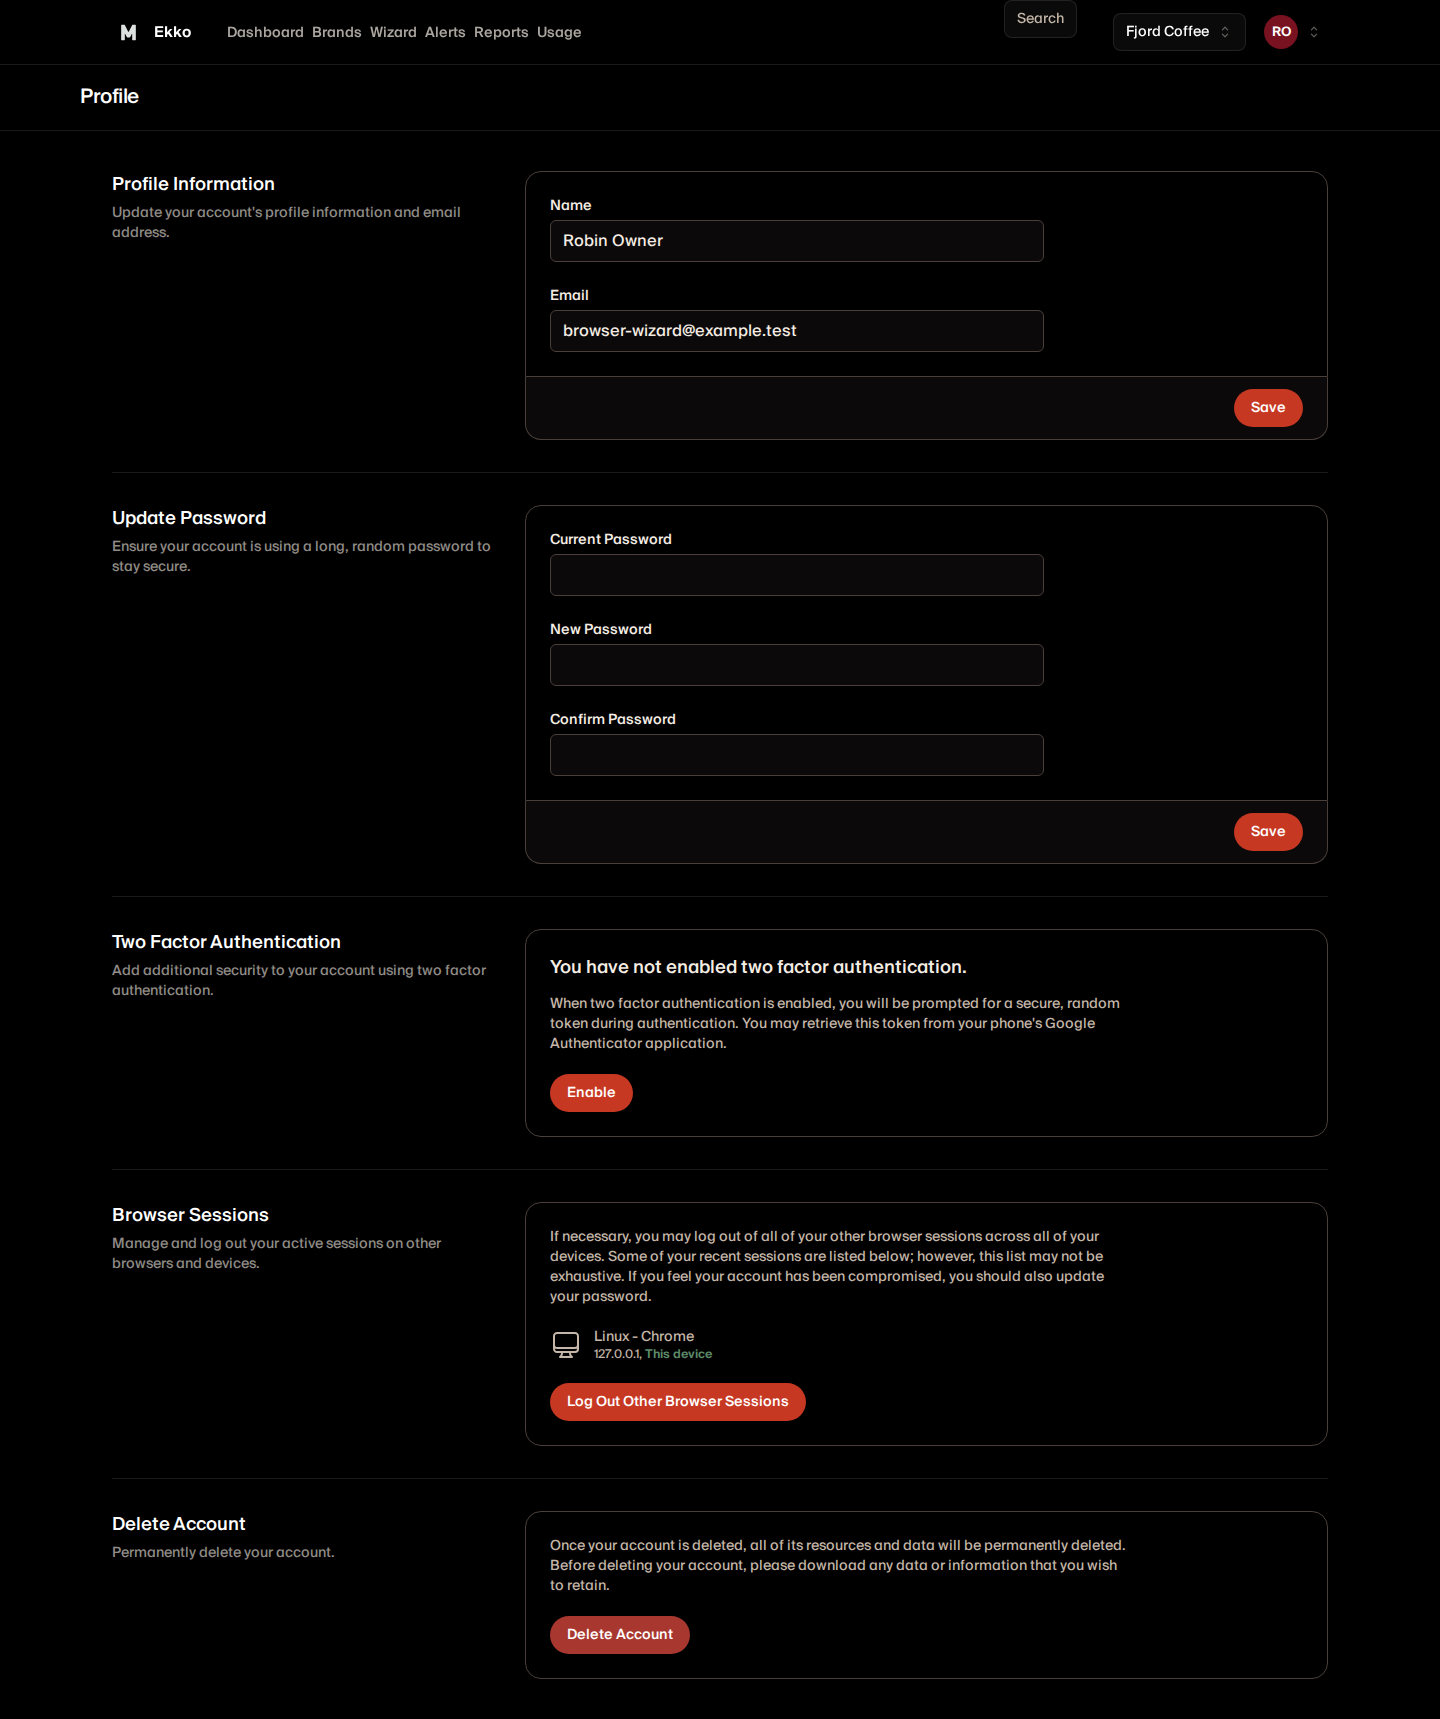 M Ekko Dashboard Brands Wizard Alerts Reports Usage Search Fjord Coffee RO
Profile
Profile Information
Update your account's profile information and email
address.
Name
Robin Owner
Email
browser-wizard@example.test
Save
Update Password
Ensure your account is using a long, random password to
stay secure.
Current Password
New Password
Confirm Password
Save
Two Factor Authentication
Add additional security to your account using two factor
authentication.
You have not enabled two factor authentication.
When two factor authentication is enabled, you will be prompted for a secure, random
token during authentication. You may retrieve this token from your phone's Google
Authenticator application.
Enable
Browser Sessions
Manage and log out your active sessions on other
browsers and devices.
If necessary, you may log out of all of your other browser sessions across all of your
devices. Some of your recent sessions are listed below; however, this list may not be
exhaustive. If you feel your account has been compromised, you should also update
your password.
Linux - Chrome
127.0.0.1, This device
Log Out Other Browser Sessions
Delete Account
Permanently delete your account.
Once your account is deleted, all of its resources and data will be permanently deleted.
Before deleting your account, please download any data or information that you wish
to retain.
Delete Account